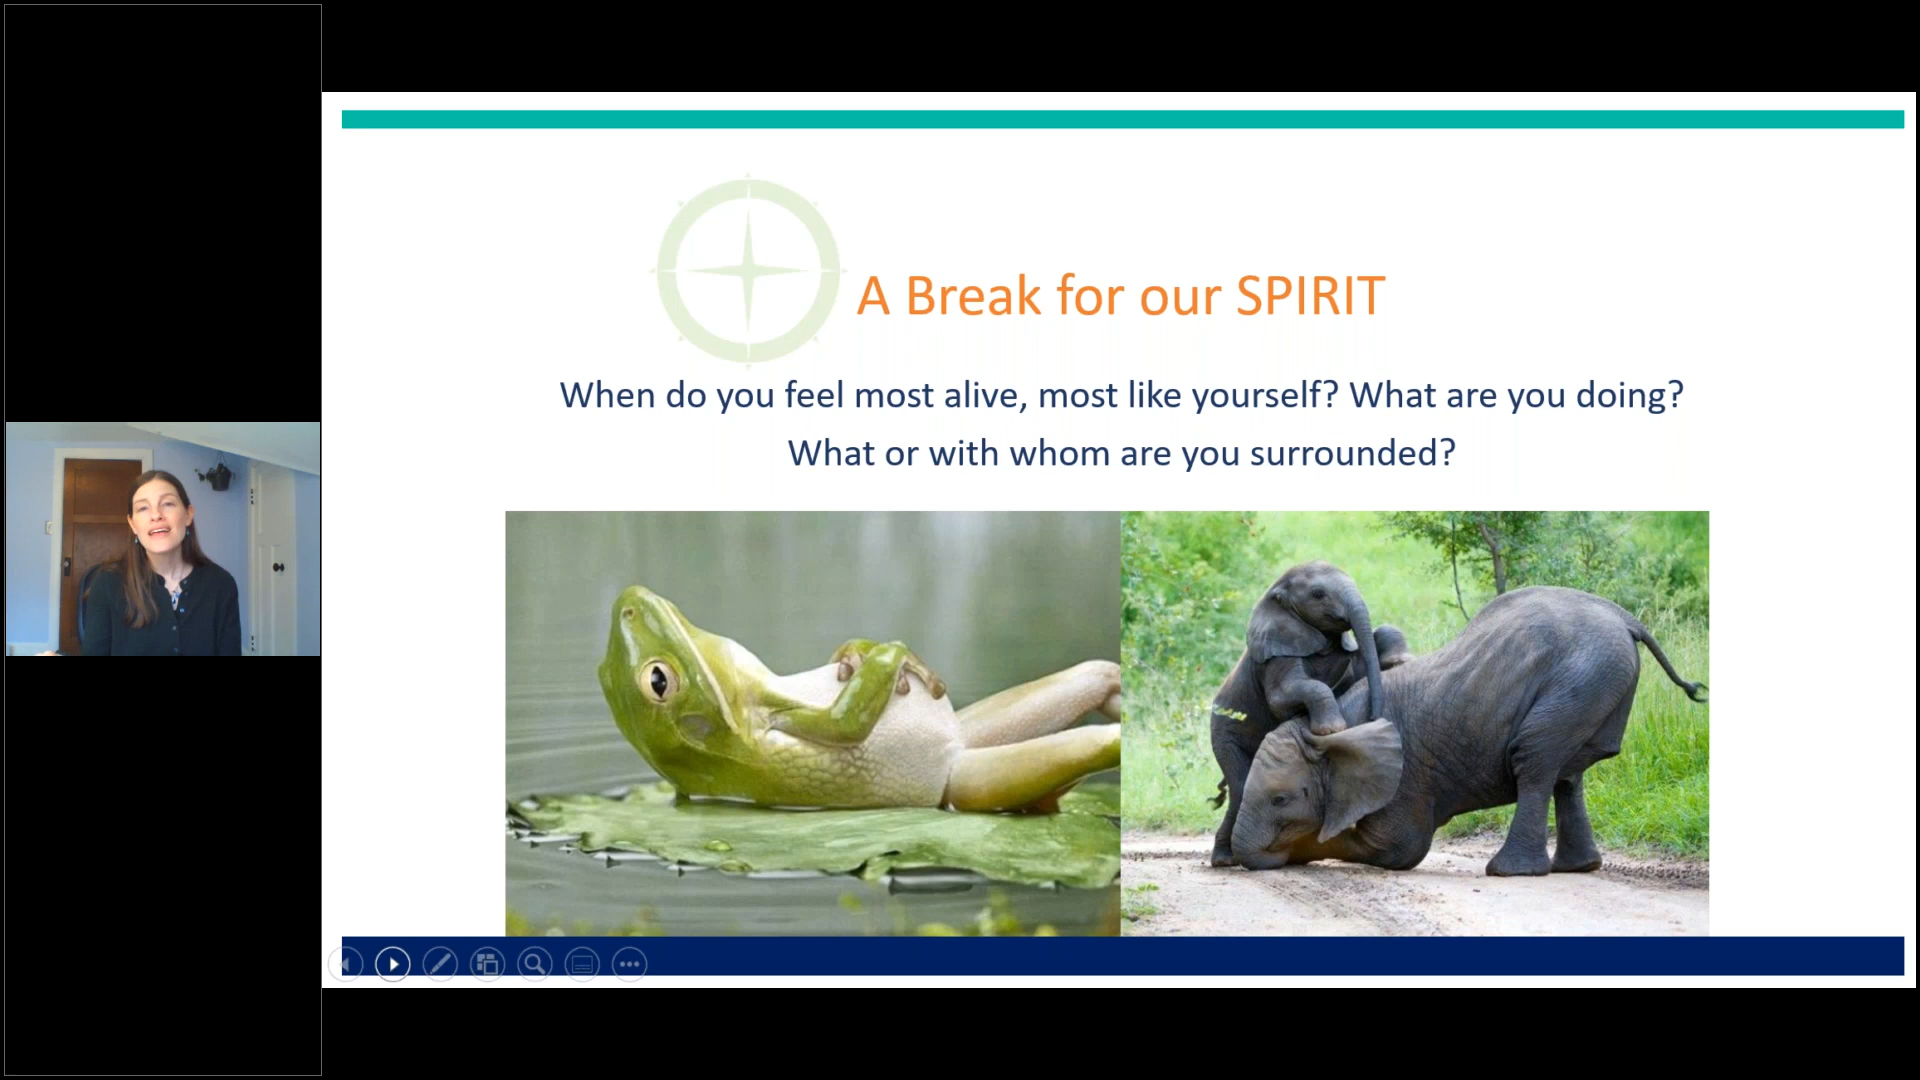 A Break for our SPIRIT
When do you feel most alive, most like yourself? What are you doing?
What or with whom are you surrounded?